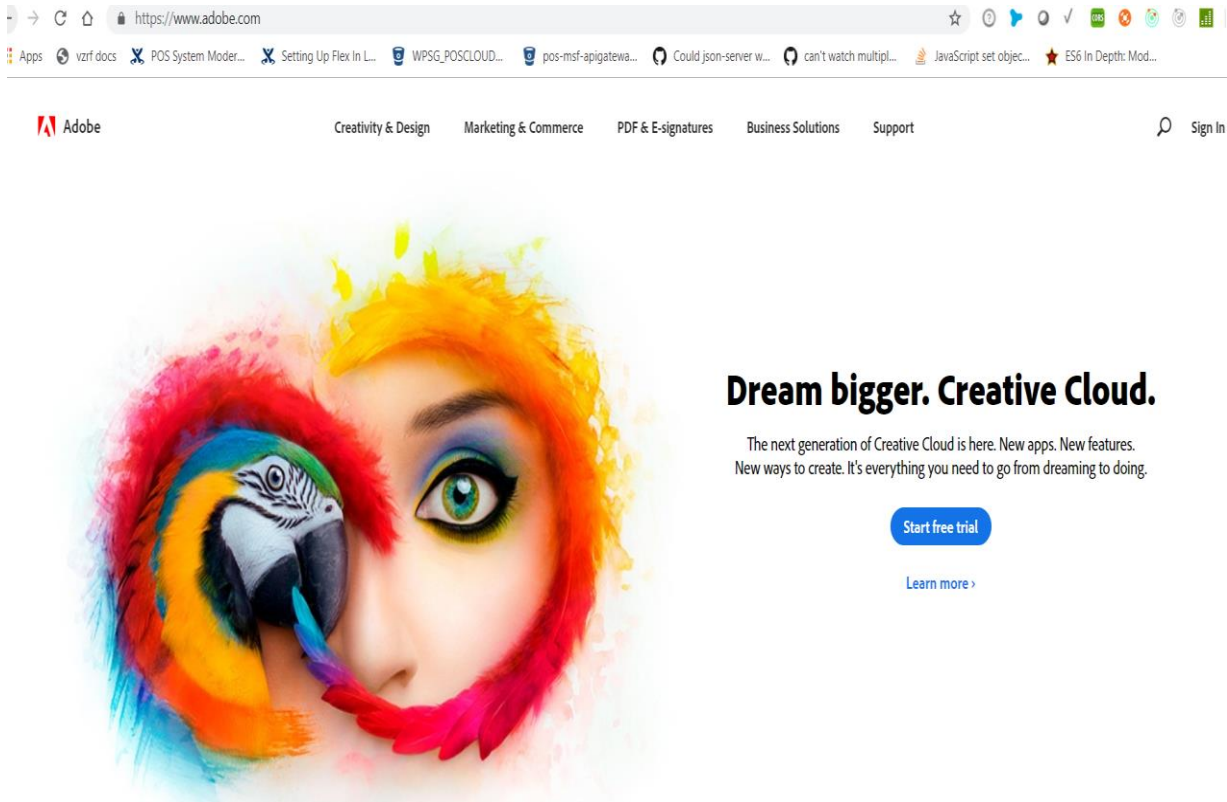 https://www.adobe.com
Apps vzrf docs POS System Moder... Setting Up Flex In L... WPSG_POSCLOUD... pos-msf-apigatewa... Could json-server w... can't watch multipl... JavaScript set objec... ES6 In Depth: Mod...
Adobe Creativity & Design Marketing & Commerce PDF & E-signatures Business Solutions Support Sign In
Dream bigger. Creative Cloud.
The next generation of Creative Cloud is here. New apps. New features.
New ways to create. It's everything you need to go from dreaming to doing.
Start free trial
Learn more ›